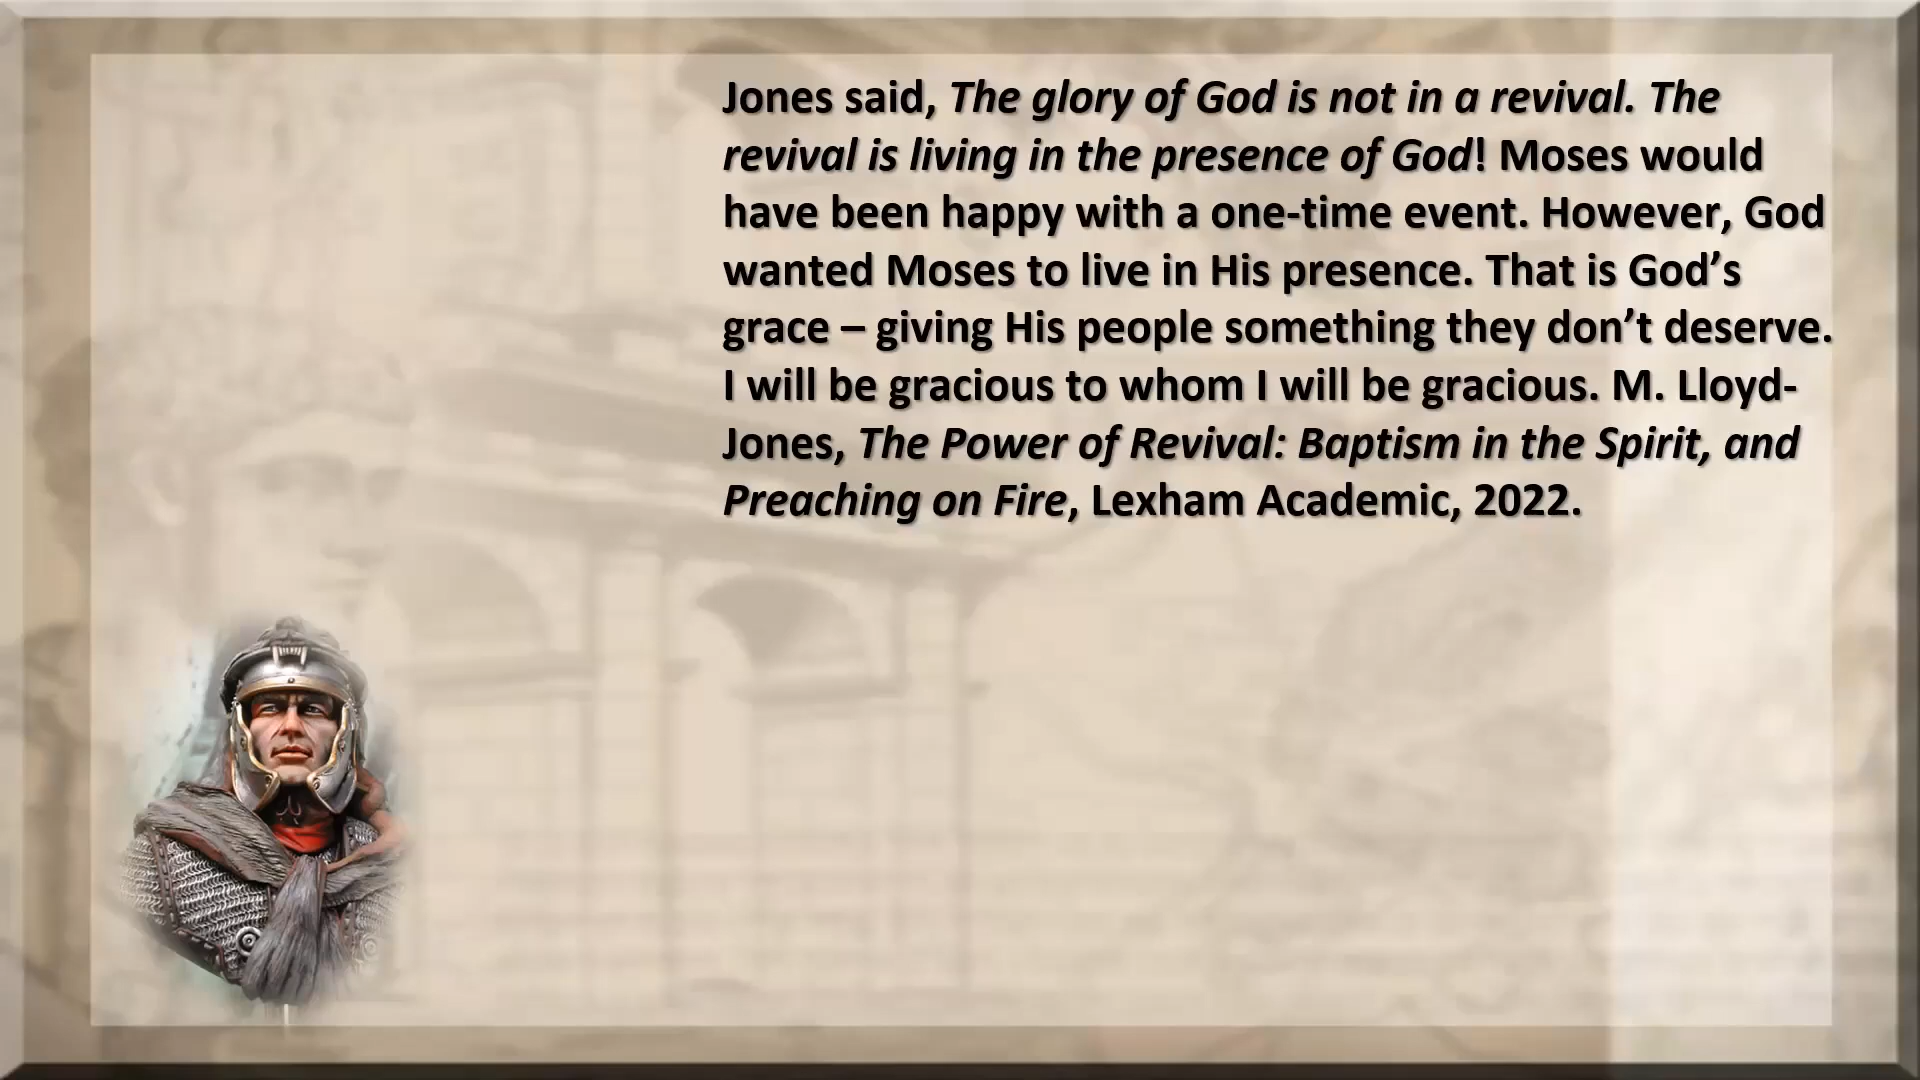 Jones said, The glory of God is not in a revival. The
revival is living in the presence of God! Moses would
have been happy with a one-time event. However, God
wanted Moses to live in His presence. That is God’s
grace – giving His people something they don’t deserve.
I will be gracious to whom I will be gracious. M. Lloyd-
Jones, The Power of Revival: Baptism in the Spirit, and
Preaching on Fire, Lexham Academic, 2022.